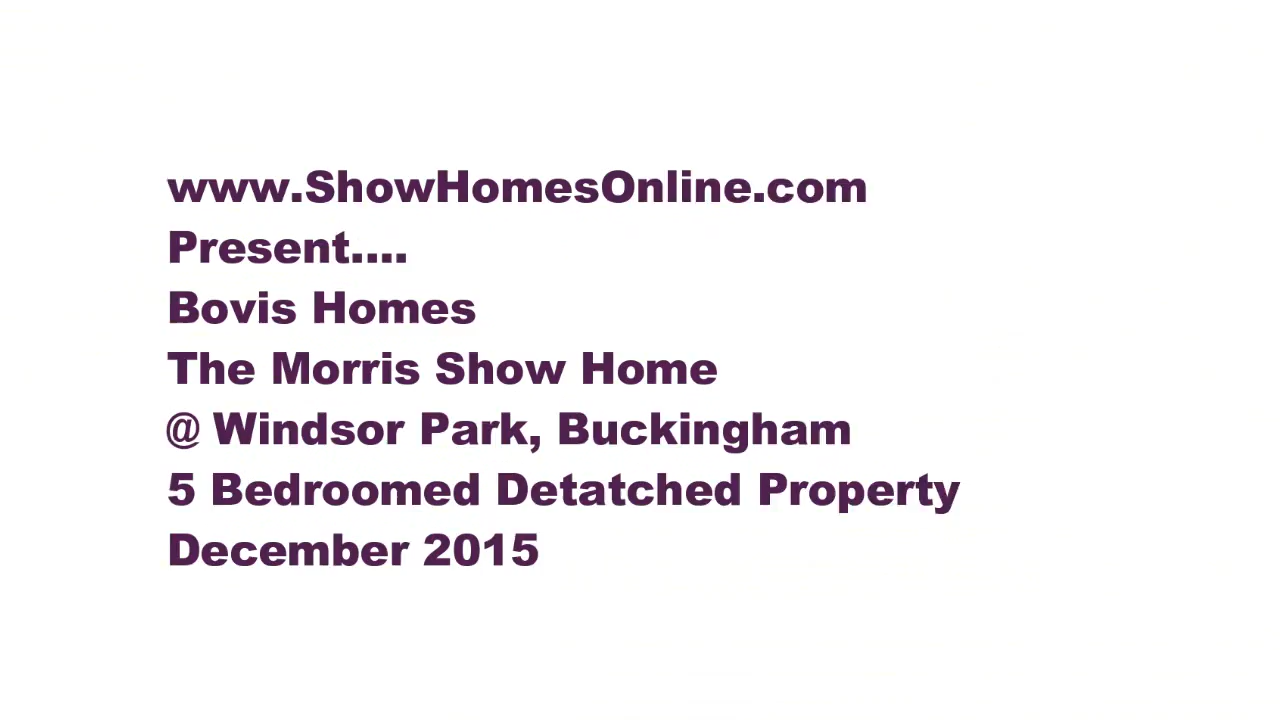 www.ShowHomesOnline.com
Present....
Bovis Homes
The Morris Show Home
@ Windsor Park, Buckingham
5 Bedroomed Detatched Property
December 2015